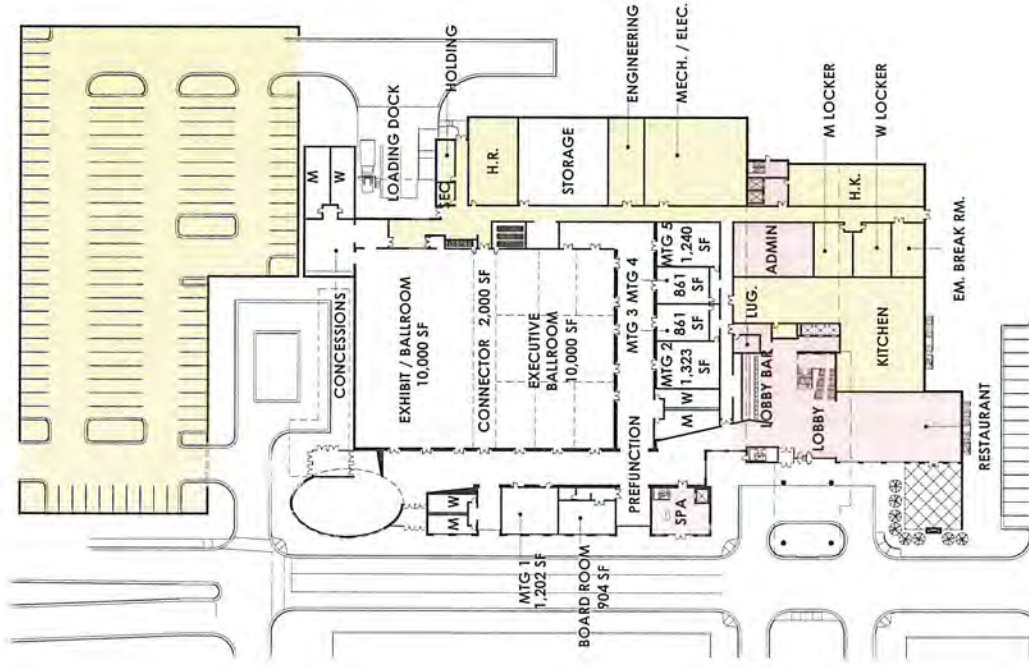 M
W
LOADING DOCK
HOLDING
SEC
H.R.
STORAGE
ENGINEERING
MECH. / ELEC.
M LOCKER
W LOCKER
H.K.
EM. BREAK RM.
ADMIN
LUG.
KITCHEN
CONCESSIONS
EXHIBIT / BALLROOM
10,000 SF
CONNECTOR 2,000 SF
EXECUTIVE
BALLROOM
10,000 SF
MTG 5
1,240
SF
MTG 4
861
SF
MTG 3
861
SF
MTG 2
1,323
SF
M
W
LOBBY BAR
LOBBY
RESTAURANT
PREFUNCTION
M
W
SPA
MTG 1
1,202 SF
BOARD ROOM
904 SF